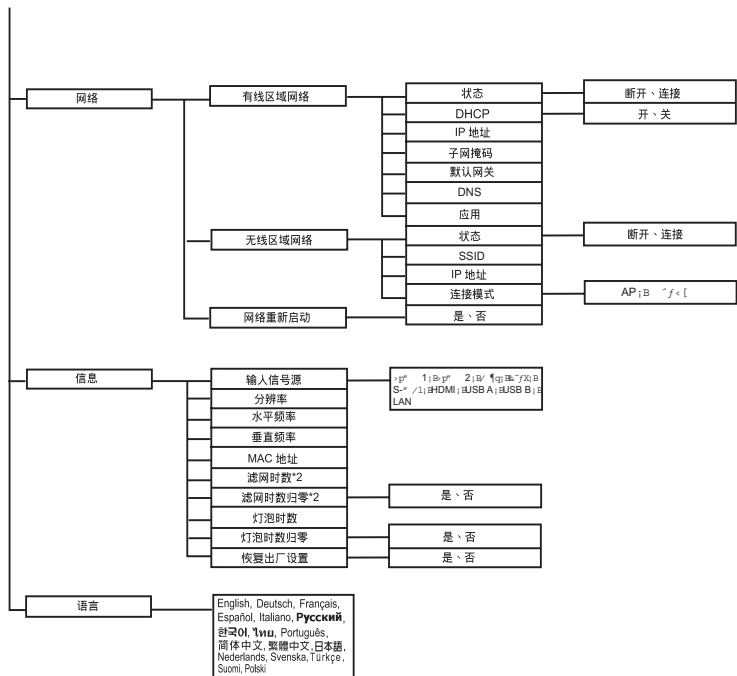 网络
有线区域网络
状态
断开、连接
DHCP
开、关
IP 地址
子网掩码
默认网关
DNS
应用
无线区域网络
状态
断开、连接
SSID
IP 地址
连接模式
AP
网络重新启动
是、否
信息
输入信号源
1 2
HDMI USB A USB B
LAN
分辨率
水平频率
垂直频率
MAC 地址
滤网时数*2
滤网时数归零*2
是、否
灯泡时数
灯泡时数归零
是、否
恢复出厂设置
是、否
语言
English, Deutsch, Français,
Español, Italiano, Русский,
한국어, ไทย, Português,
简体中文, 繁體中文, 日本語,
Nederlands, Svenska, Türkçe,
Suomi, Polski